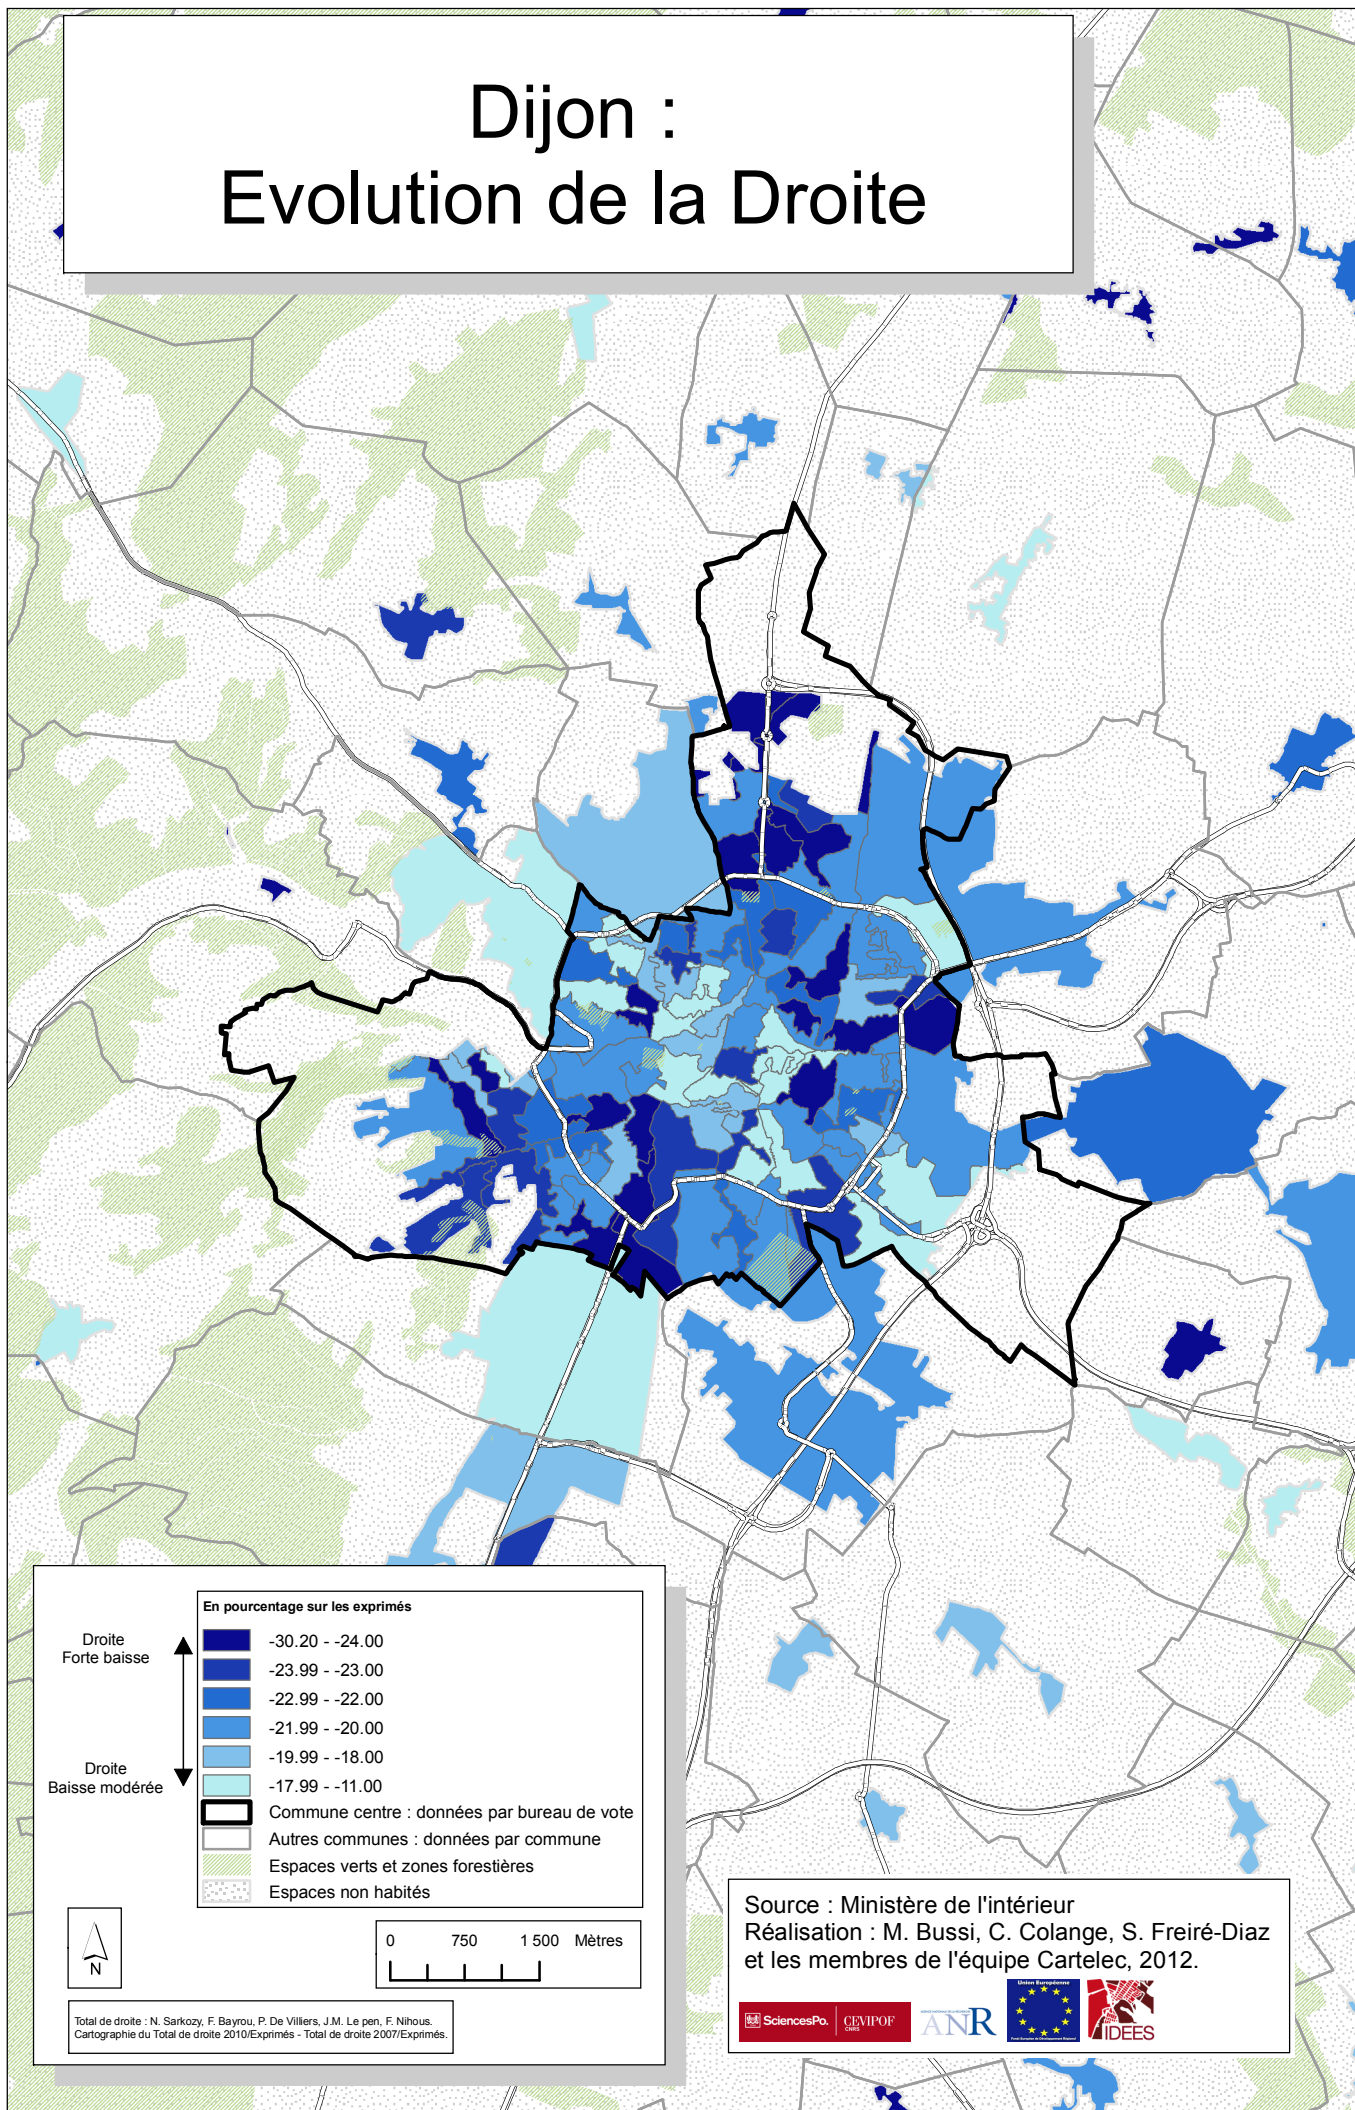 Dijon :
Evolution de la Droite
En pourcentage sur les exprimés
Droite
Forte baisse
Droite
Baisse modérée
-30.20 - -24.00
-23.99 - -23.00
-22.99 - -22.00
-21.99 - -20.00
-19.99 - -18.00
-17.99 - -11.00
Commune centre : données par bureau de vote
Autres communes : données par commune
Espaces verts et zones forestières
Espaces non habités
N
0 750 1 500 Mètres
Total de droite : N. Sarkozy, F. Bayrou, P. De Villiers, J.M. Le pen, F. Nihous.
Cartographie du Total de droite 2010/Exprimés - Total de droite 2007/Exprimés.
Source : Ministère de l'intérieur
Réalisation : M. Bussi, C. Colange, S. Freiré-Diaz
et les membres de l'équipe Cartelec, 2012.
SciencesPo.
CEVIPOF
CNRS
ANR
Union Européenne
IDEES